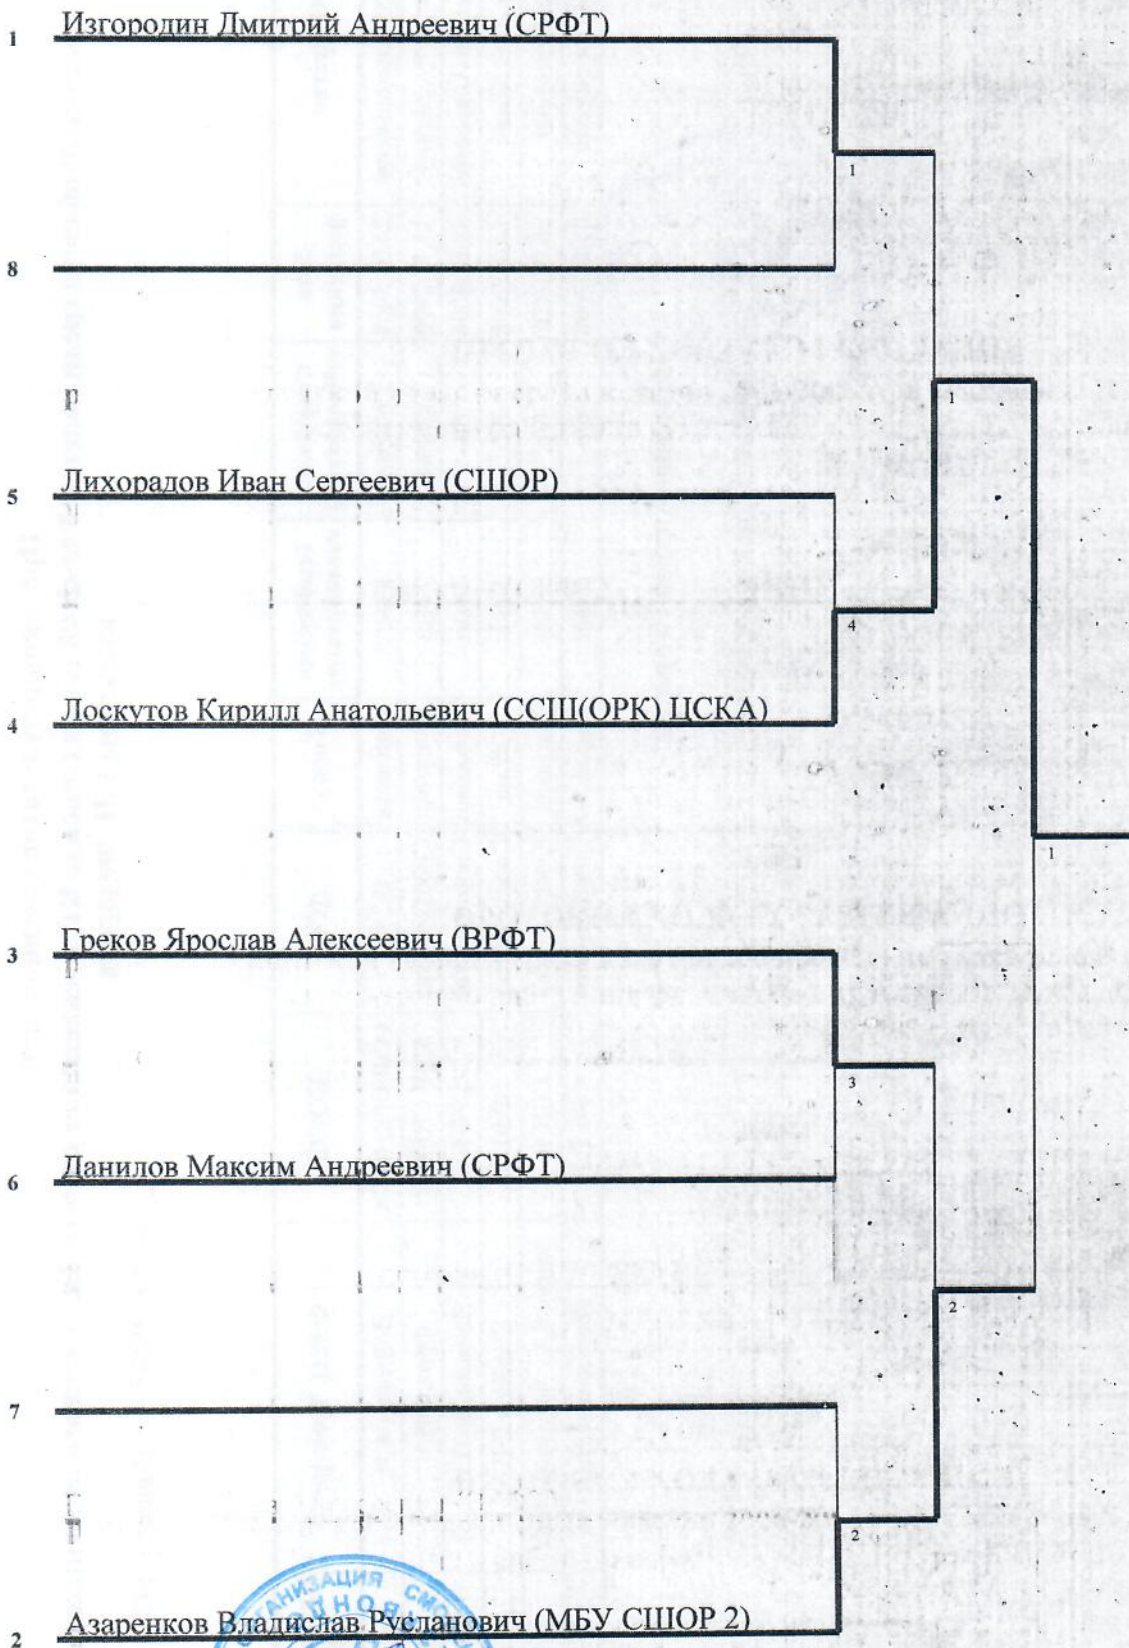 1 Изгородин Дмитрий Андреевич (СРФТ)
1
8
1
5 Лихорадов Иван Сергеевич (СШОР)
4
4 Лоскутов Кирилл Анатольевич (ССШ(ОРК) ЦСКА)
1
3 Греков Ярослав Алексеевич (ВРФТ)
3
6 Данилов Максим Андреевич (СРФТ)
2
7
2
2 Азаренков Владислав Русланович (МБУ СШОР 2)